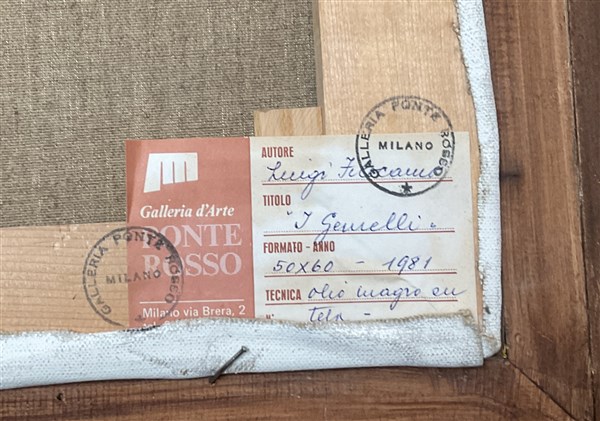 GALLERIA PONTE ROSSO
MILANO
AUTORE
Luigi
TITOLO
"I Gemelli"
FORMATO - ANNO
50x60 - 1981
TECNICA olio magro su
N. tela -
Galleria d'Arte
PONTE
ROSSO
Milano via Brera, 2
GALLERIA PONTE ROSSO
MILANO